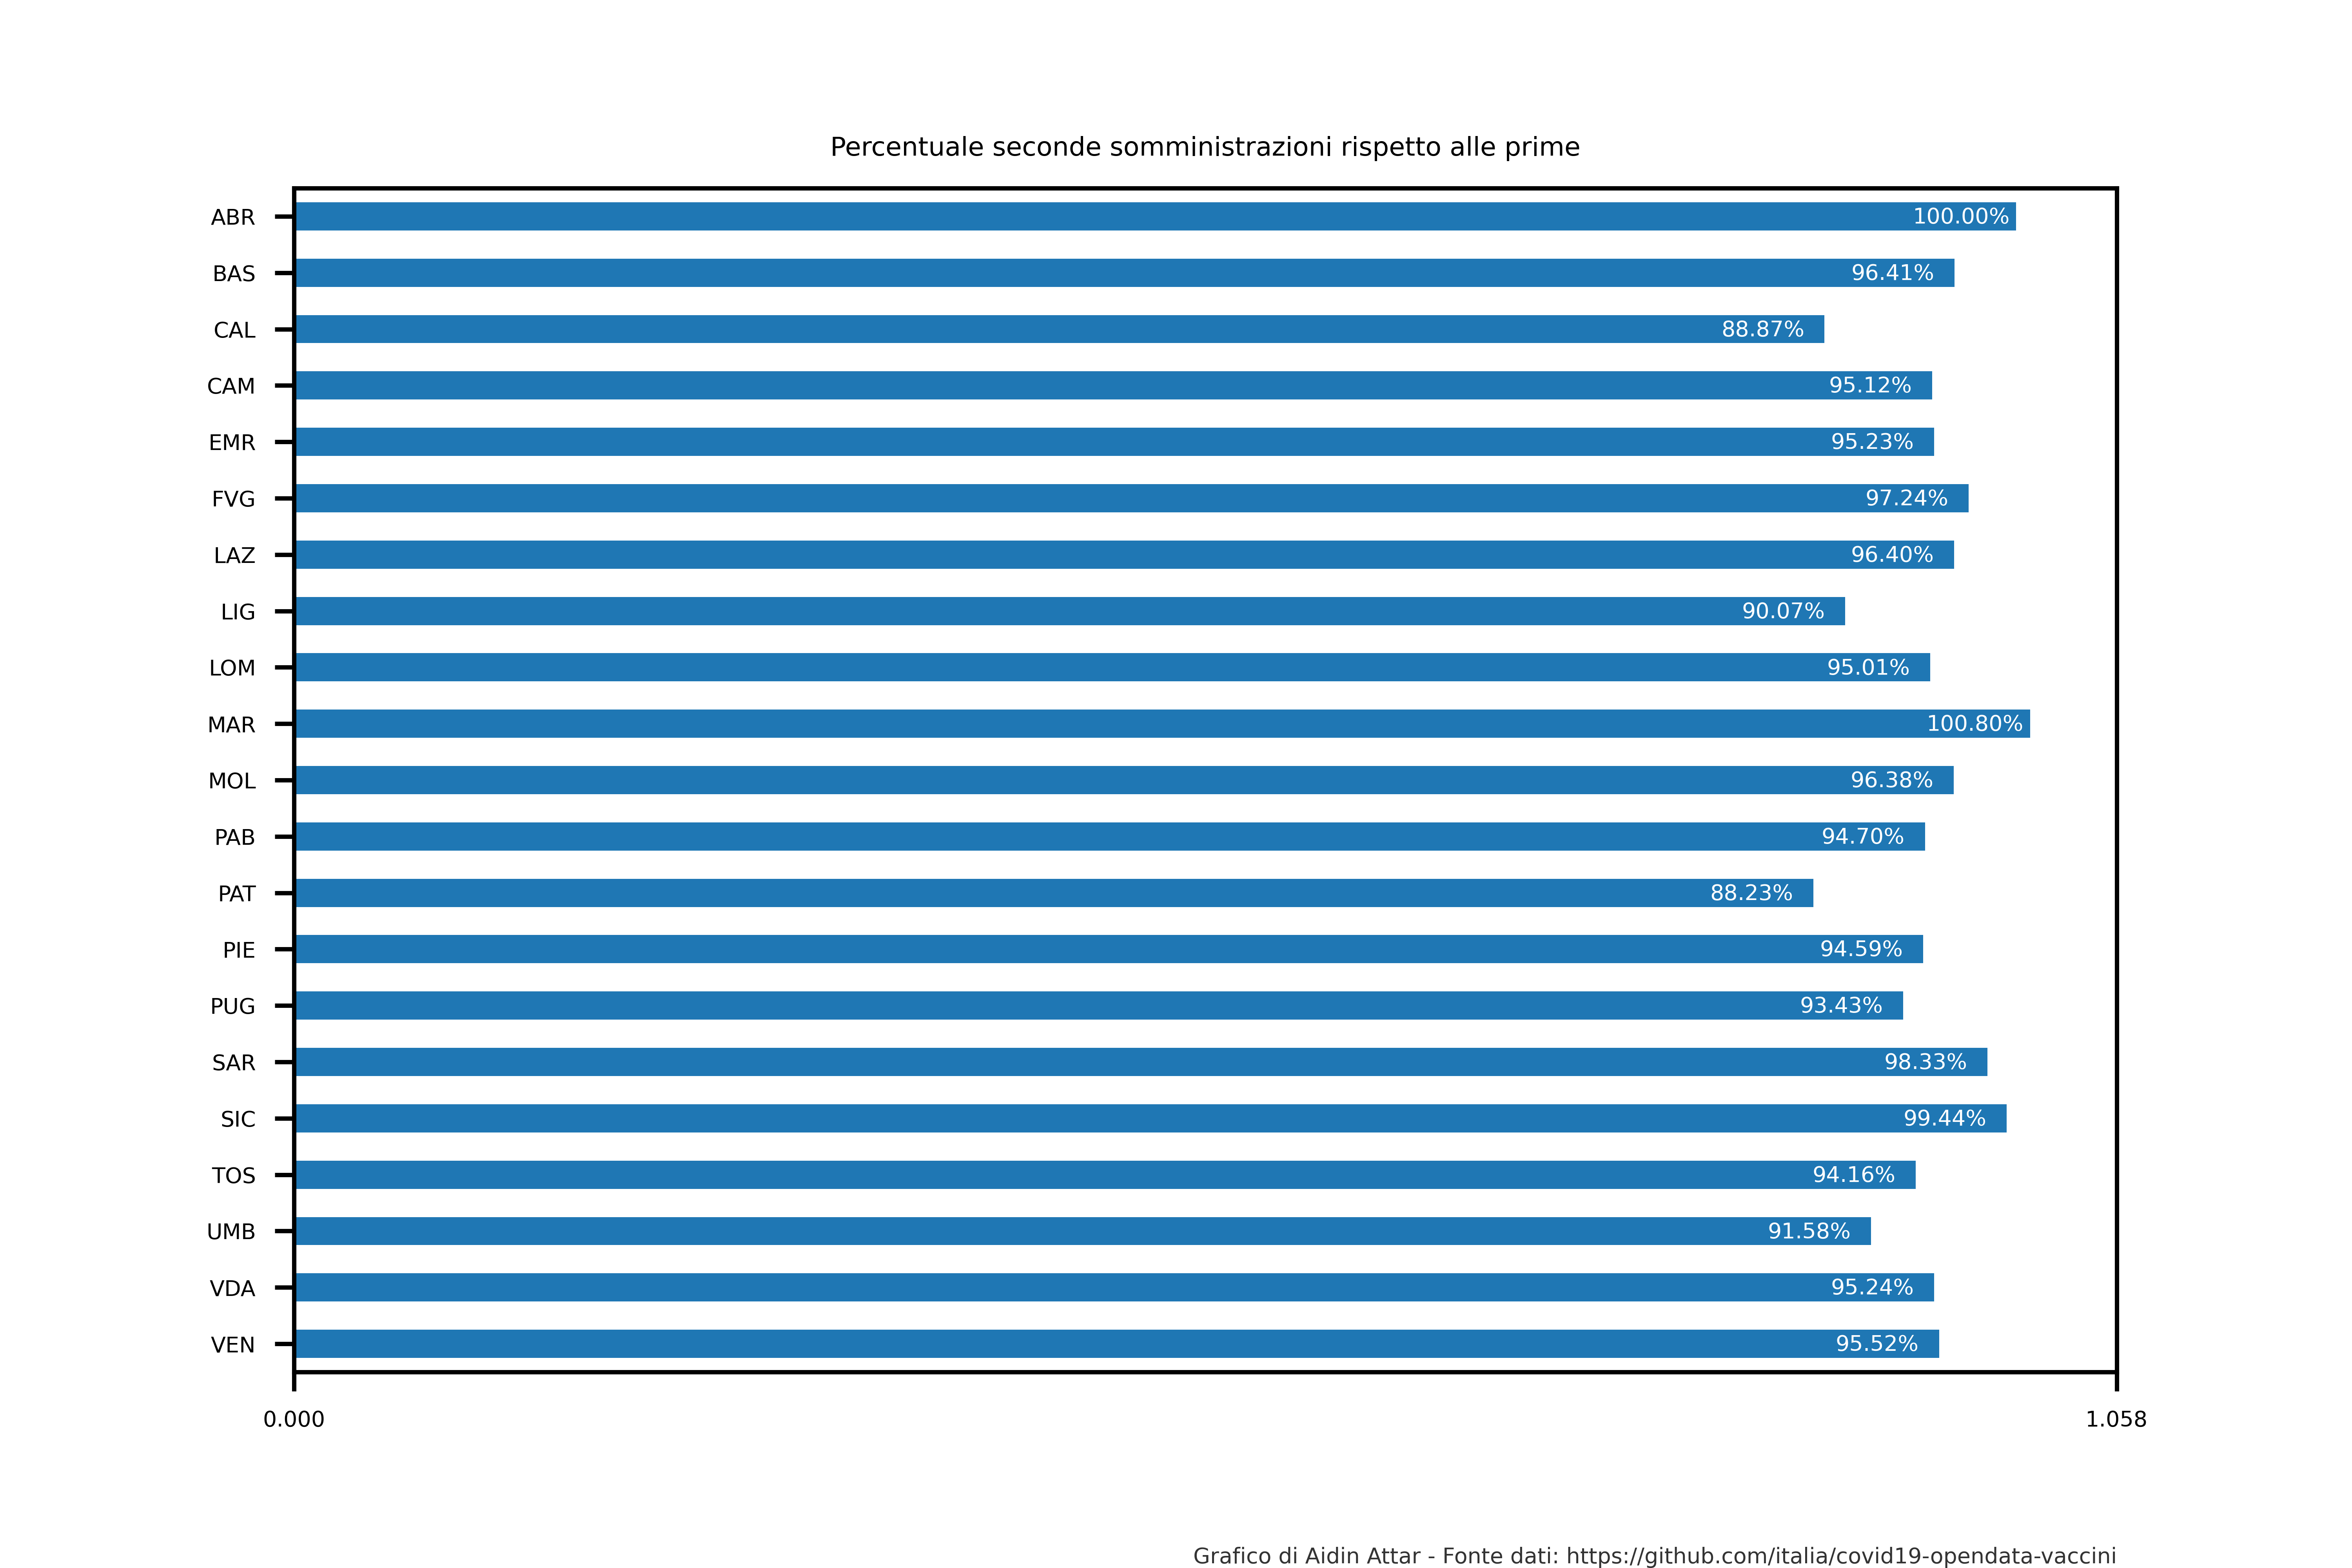 Percentuale seconde somministrazioni rispetto alle prime
ABR 100.00%
BAS 96.41%
CAL 88.87%
CAM 95.12%
EMR 95.23%
FVG 97.24%
LAZ 96.40%
LIG 90.07%
LOM 95.01%
MAR 100.80%
MOL 96.38%
PAB 94.70%
PAT 88.23%
PIE 94.59%
PUG 93.43%
SAR 98.33%
SIC 99.44%
TOS 94.16%
UMB 91.58%
VDA 95.24%
VEN 95.52%
0.000 1.058
Grafico di Aidin Attar - Fonte dati: https://github.com/italia/covid19-opendata-vaccini